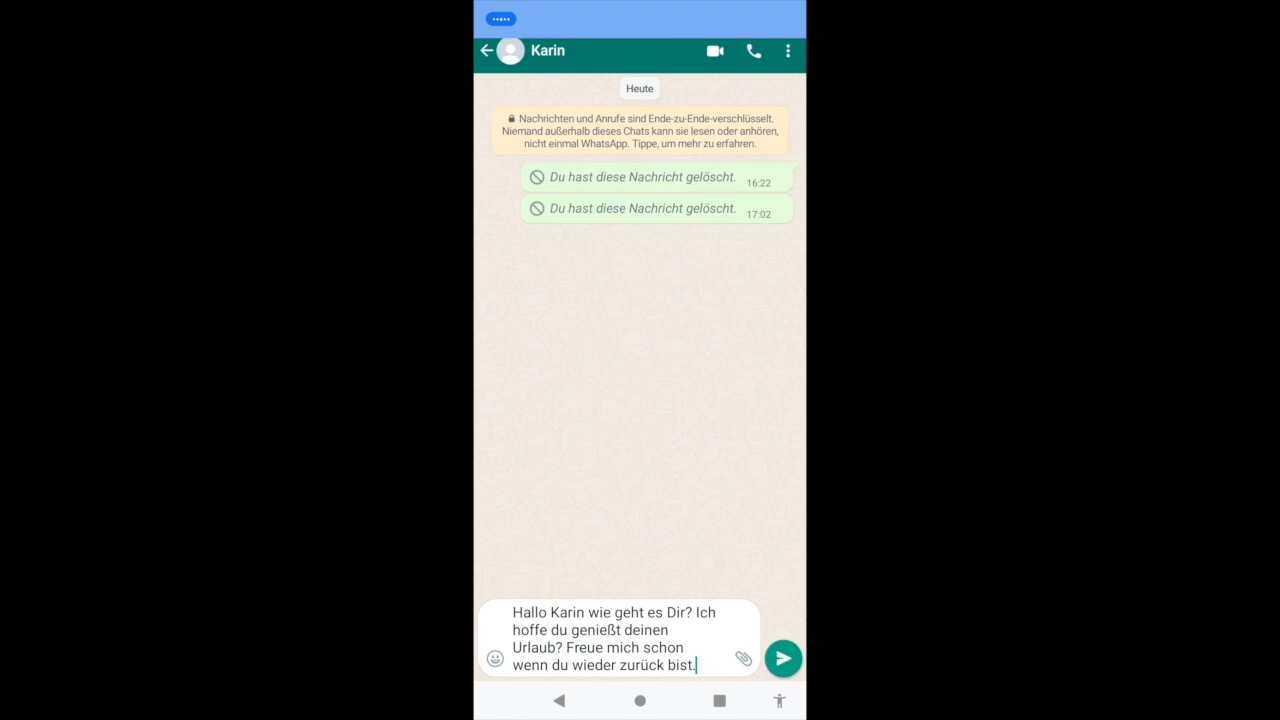 Karin
Heute
Nachrichten und Anrufe sind Ende-zu-Ende-verschlüsselt.
Niemand außerhalb dieses Chats kann sie lesen oder anhören,
nicht einmal WhatsApp. Tippe, um mehr zu erfahren.
Du hast diese Nachricht gelöscht. 16:22
Du hast diese Nachricht gelöscht. 17:02
Hallo Karin wie geht es Dir? Ich
hoffe du genießt deinen
Urlaub? Freue mich schon
wenn du wieder zurück bist.